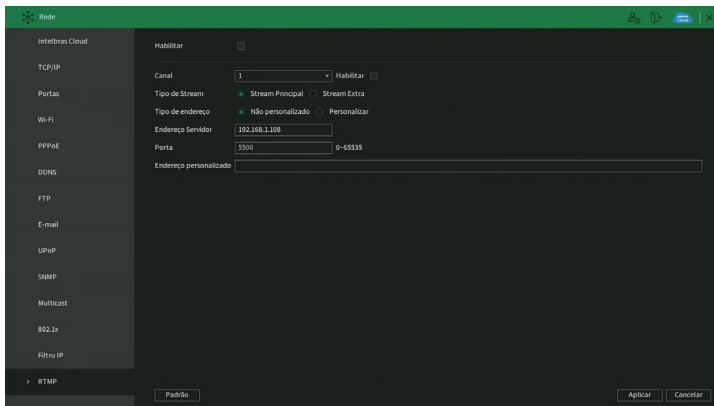 Rede
Intelbras Cloud
TCP/IP
Portas
Wi-Fi
PPPoE
DDNS
FTP
E-mail
UPnP
SNMP
Multicast
802.1x
Filtro IP
> RTMP
Habilitar
Canal 1 Habilitar
Tipo de Stream Stream Principal Stream Extra
Tipo de endereço Não personalizado Personalizar
Endereço Servidor 192.168.1.108
Porta 5500 0~65535
Endereço personalizado
Padrão Aplicar Cancelar